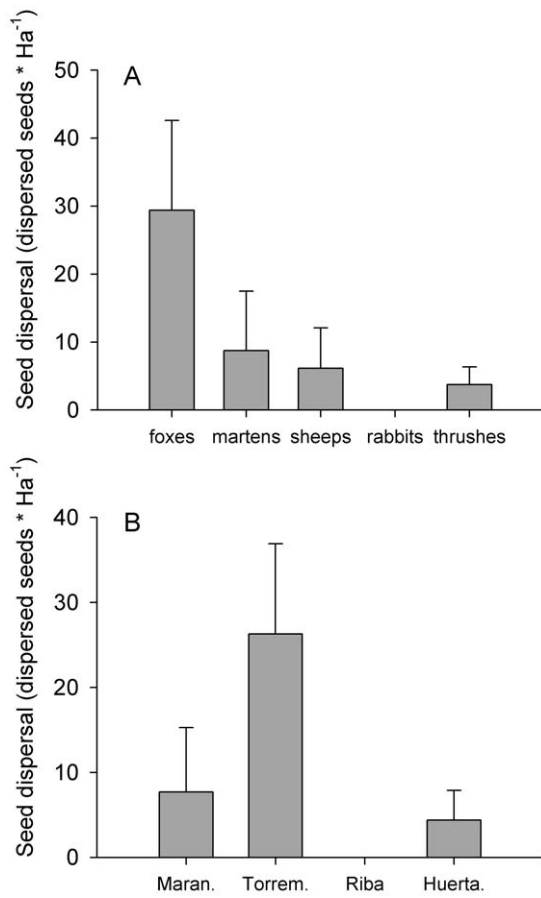 A
Seed dispersal (dispersed seeds * Ha⁻¹)
50
40
30
20
10
0
foxes martens sheeps rabbits thrushes
B
Seed dispersal (dispersed seeds * Ha⁻¹)
40
30
20
10
0
Maran. Torrem. Riba Huerta.